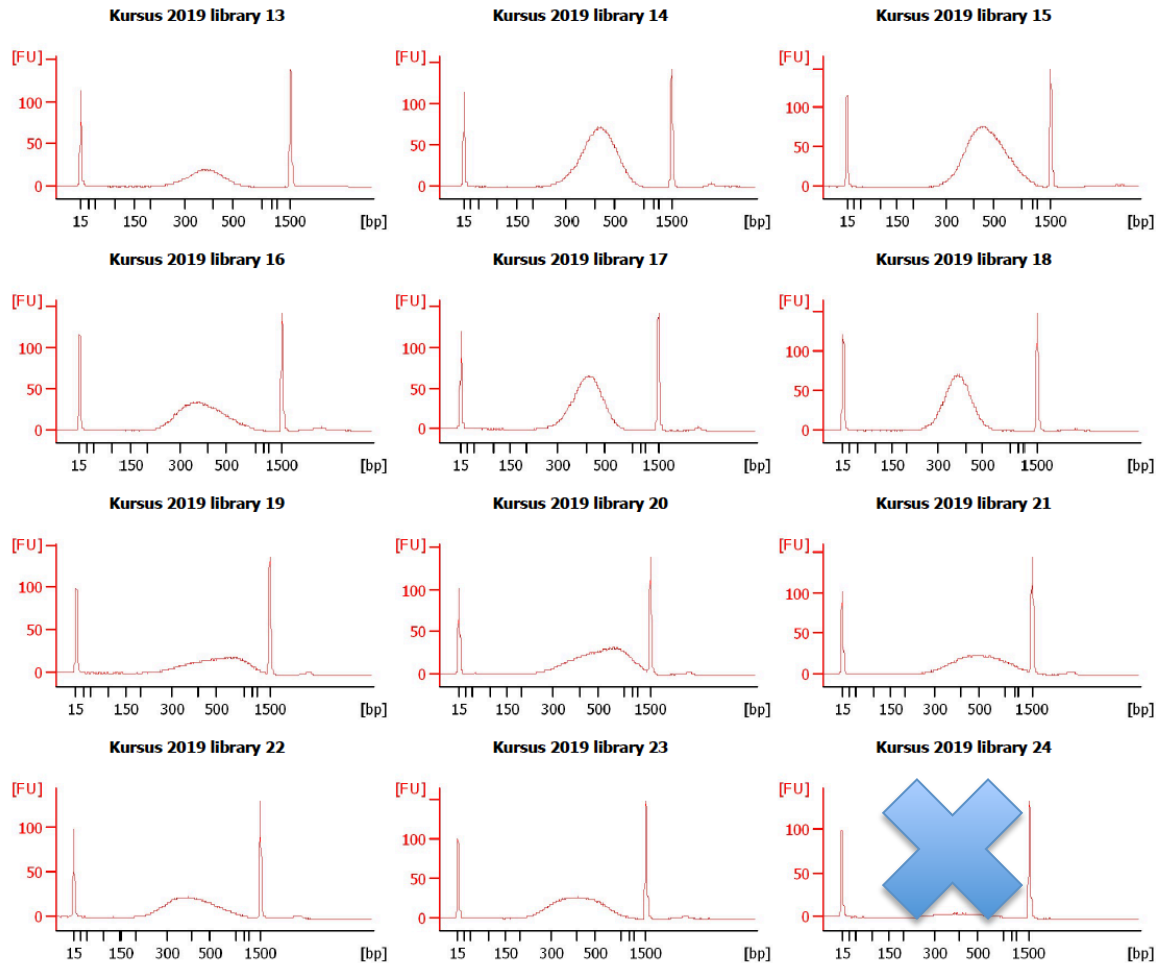 Kursus 2019 library 13
[FU]
100
50
0
15 150 300 500 1500 [bp]
Kursus 2019 library 14
[FU]
100
50
0
15 150 300 500 1500 [bp]
Kursus 2019 library 15
[FU]
100
50
0
15 150 300 500 1500 [bp]
Kursus 2019 library 16
[FU]
100
50
0
15 150 300 500 1500 [bp]
Kursus 2019 library 17
[FU]
100
50
0
15 150 300 500 1500 [bp]
Kursus 2019 library 18
[FU]
100
50
0
15 150 300 500 1500 [bp]
Kursus 2019 library 19
[FU]
100
50
0
15 150 300 500 1500 [bp]
Kursus 2019 library 20
[FU]
100
50
0
15 150 300 500 1500 [bp]
Kursus 2019 library 21
[FU]
100
50
0
15 150 300 500 1500 [bp]
Kursus 2019 library 22
[FU]
100
50
0
15 150 300 500 1500 [bp]
Kursus 2019 library 23
[FU]
100
50
0
15 150 300 500 1500 [bp]
Kursus 2019 library 24
[FU]
100
50
0
15 150 300 500 1500 [bp]